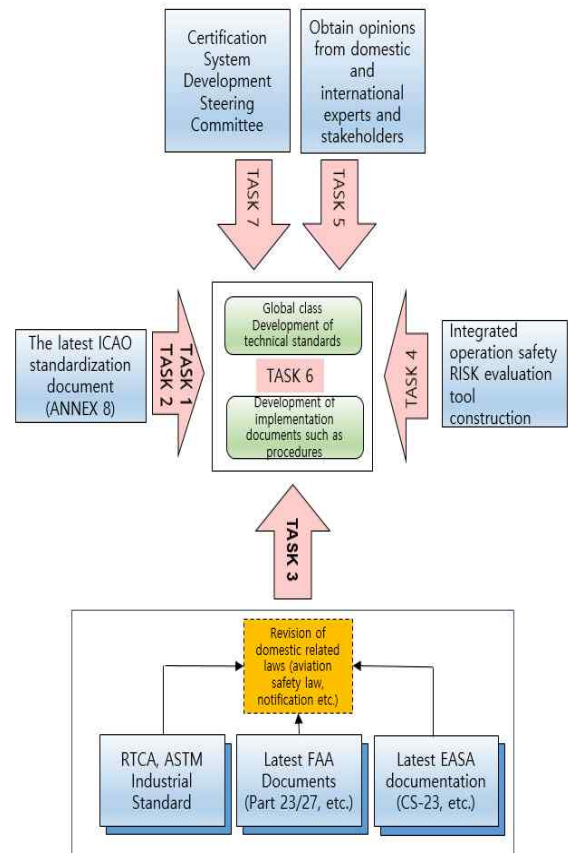 Certification
System
Development
Steering
Committee
Obtain opinions
from domestic
and
international
experts and
stakeholders
TASK 7
TASK 5
The latest ICAO
standardization
document
(ANNEX 8)
TASK 1
TASK 2
Global class
Development of
technical standards
TASK 6
Development of
implementation
documents such as
procedures
TASK 4
Integrated
operation safety
RISK evaluation
tool
construction
TASK 3
Revision of
domestic related
laws (aviation
safety law,
notification etc.)
RTCA, ASTM
Industrial
Standard
Latest FAA
Documents
(Part 23/27, etc.)
Latest EASA
documentation
(CS-23, etc.)